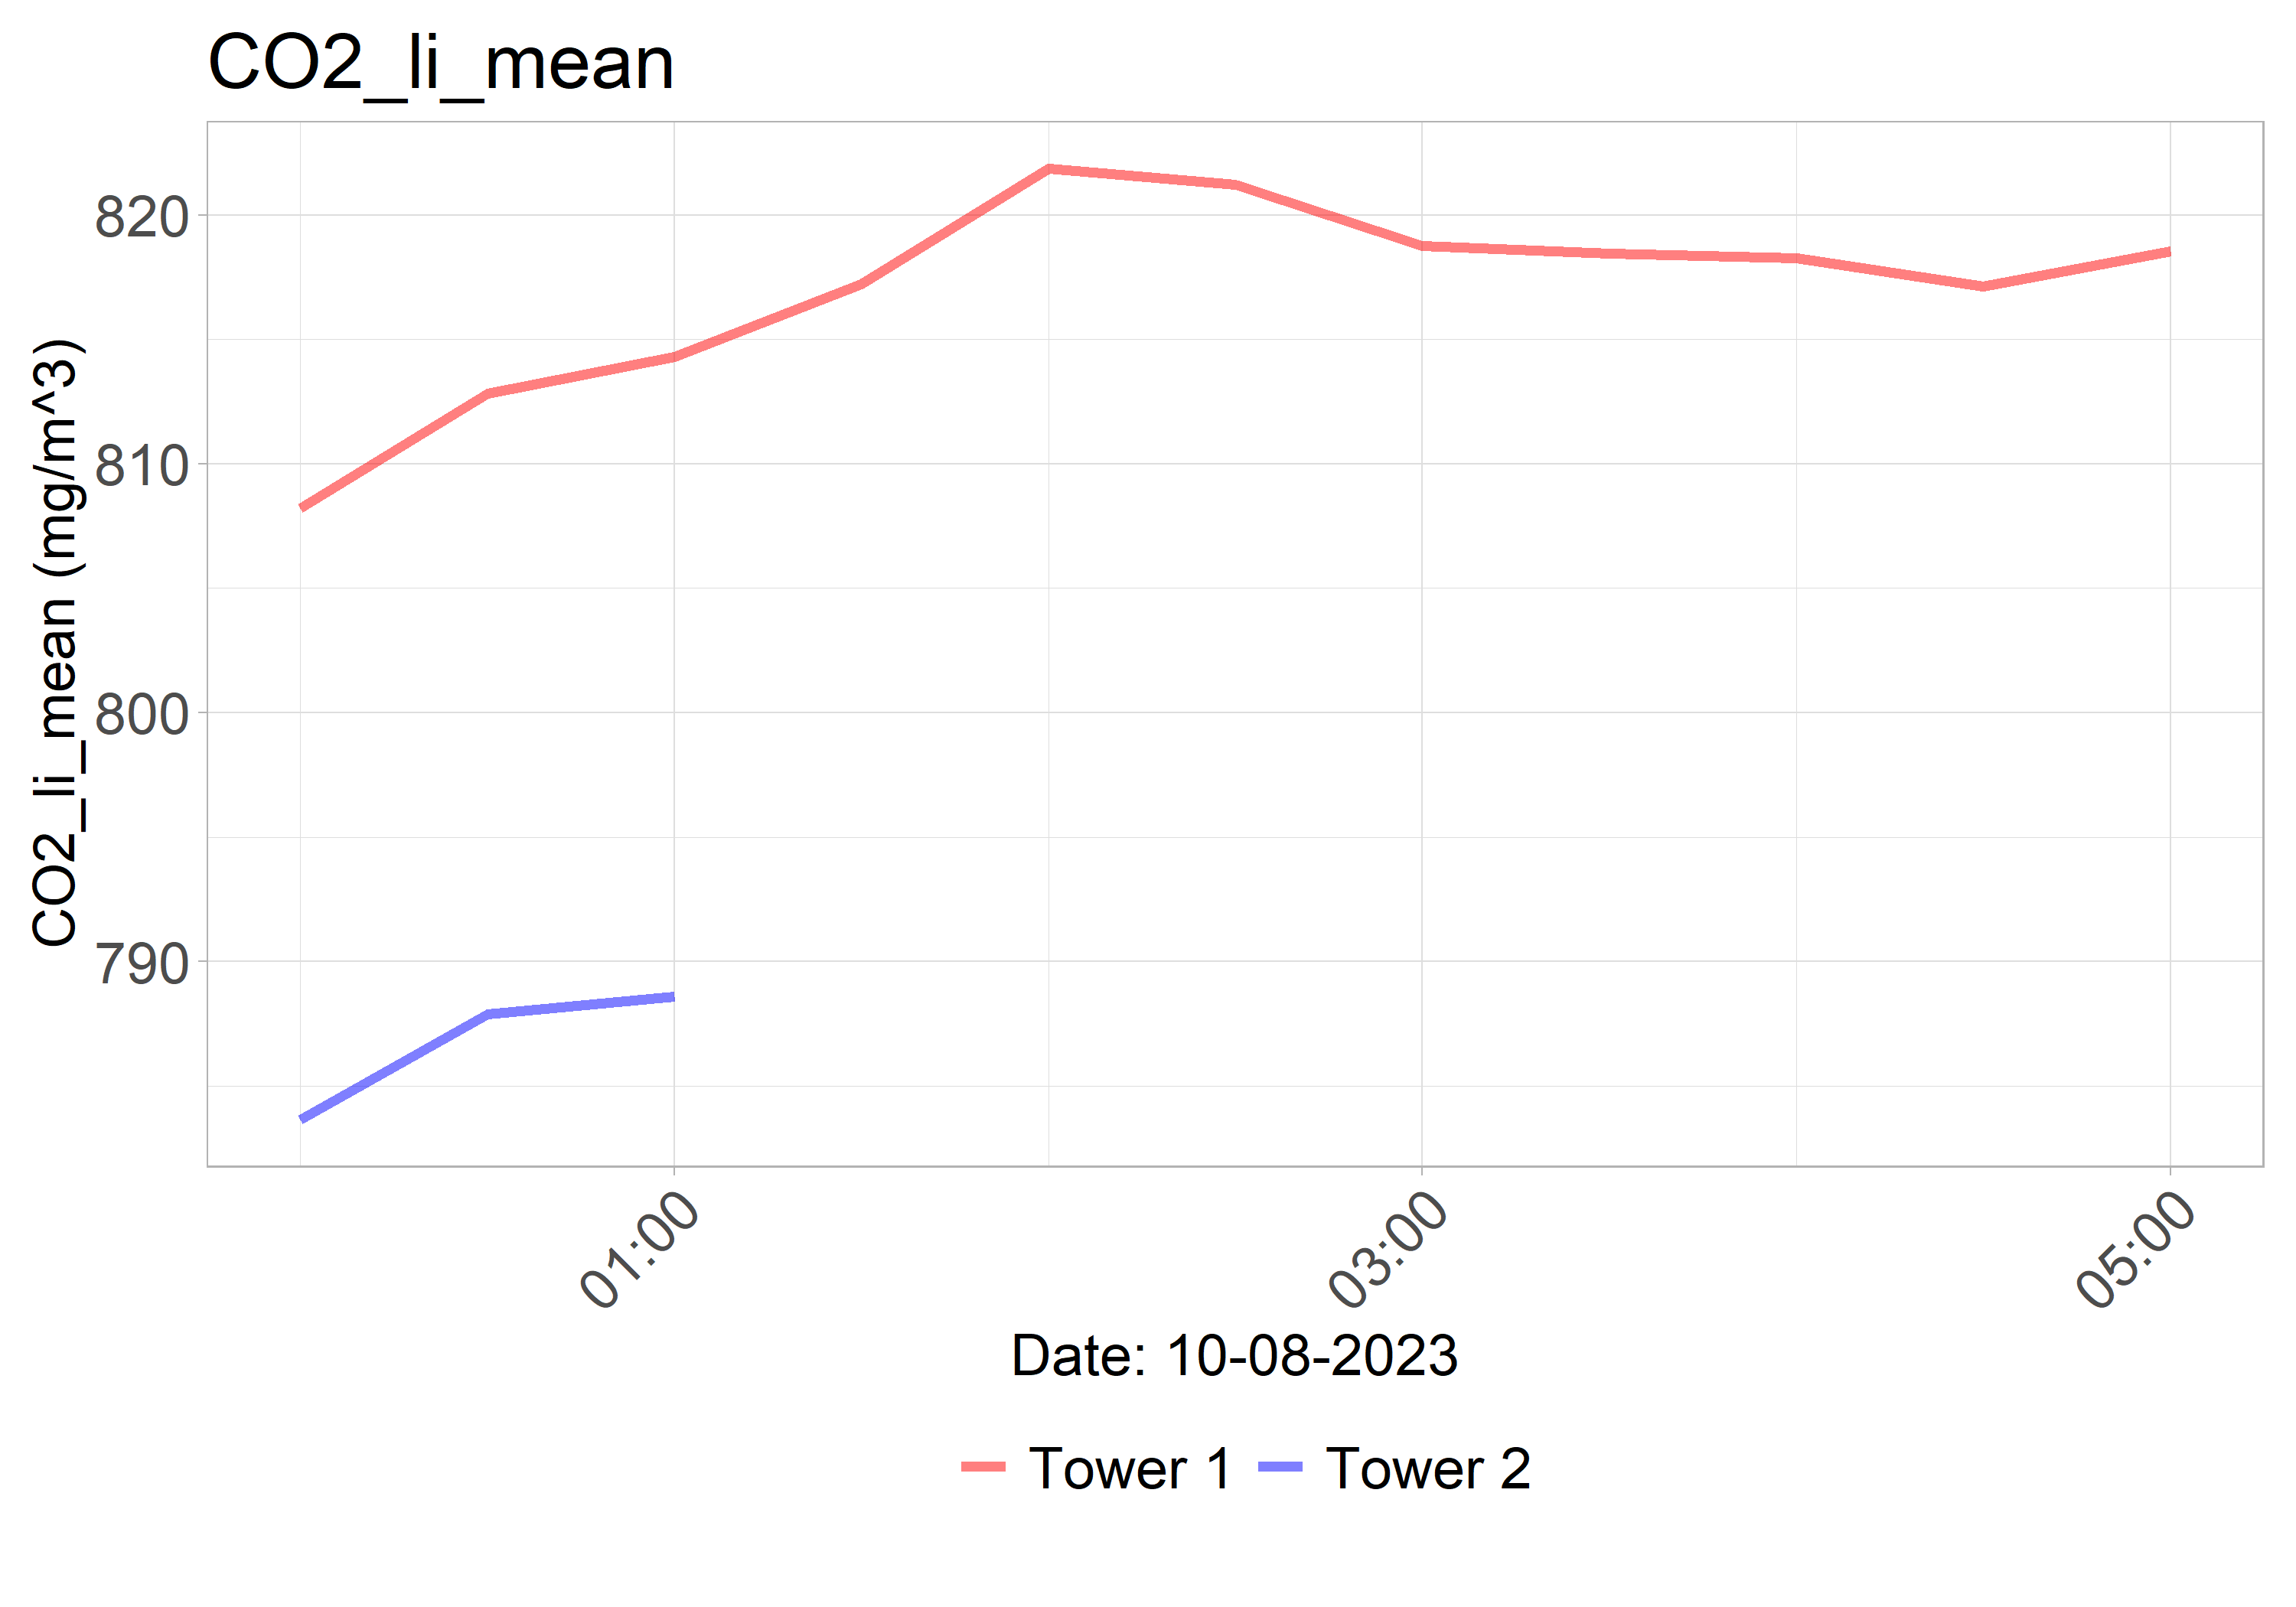 CO2_li_mean
CO2_li_mean (mg/m^3)
820
810
800
790
01:00
03:00
05:00
Date: 10-08-2023
Tower 1
Tower 2